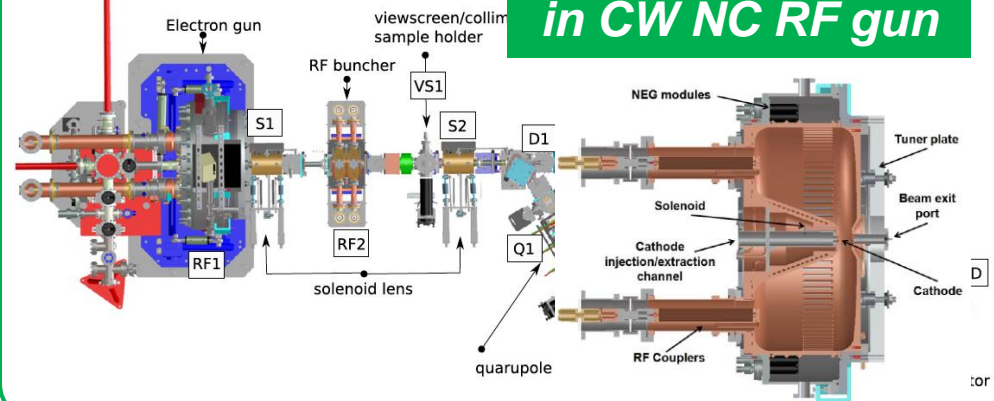 in CW NC RF gun
Electron gun
viewscreen/collim
sample holder
RF buncher
VS1
S1
S2
D1
RF1
RF2
Q1
solenoid lens
quarupole
NEG modules
Tuner plate
Solenoid
Beam exit
port
Cathode
injection/extraction
channel
Cathode
RF Couplers
D
tor